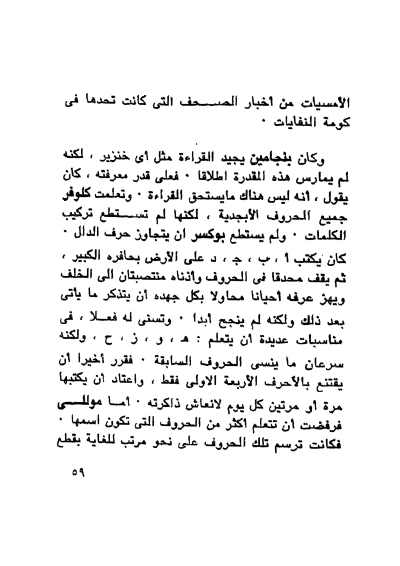 الأمسيات من أخبار الصـــحف التى كانت تجدها فى
كومة النفايات ٠
وكان بنجامين يجيد القراءة مثل أى خنزير ، لكنه
لم يمارس هذه المقدرة اطلاقا ٠ فعلى قدر معرفته ، كان
يقول ، أنه ليس هناك مايستحق القراءة ٠ وتعلمت كلوفر
جميع الحروف الأبجدية ، لكنها لم تســـتطع تركيب
الكلمات ٠ ولم يستطع بوكسر ان يتجاوز حرف الدال ٠
كان يكتب أ ، ب ، ج ، د على الأرض بحافره الكبير ،
ثم يقف محدقا فى الحروف وأذناه منتصبتان الى الخلف
ويهز عرفه أحيانا محاولا بكل جهده أن يتذكر ما يأتى
بعد ذلك ولكنه لم ينجح أبدا ٠ وتسنى له فعـلا ، فى
مناسبات عديدة أن يتعلم : هـ ، و ، ز ، ح ، ولكنه
سرعان ما ينسى الحروف السابقة ٠ فقرر أخيرا أن
يقتنع بالأحرف الأربعة الاولى فقط ، واعتاد أن يكتبها
مرة أو مرتين كل يوم لانعاش ذاكرته ٠ أمـا موللـــى
فرفضت أن تتعلم أكثر من الحروف التى تكون اسمها ٠
فكانت ترسم تلك الحروف على نحو مرتب للغاية بقطع
٥٩